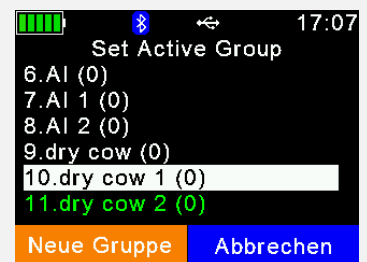 17:07
Set Active Group
6.AI (0)
7.AI 1 (0)
8.AI 2 (0)
9.dry cow (0)
10.dry cow 1 (0)
11.dry cow 2 (0)
Neue Gruppe Abbrechen